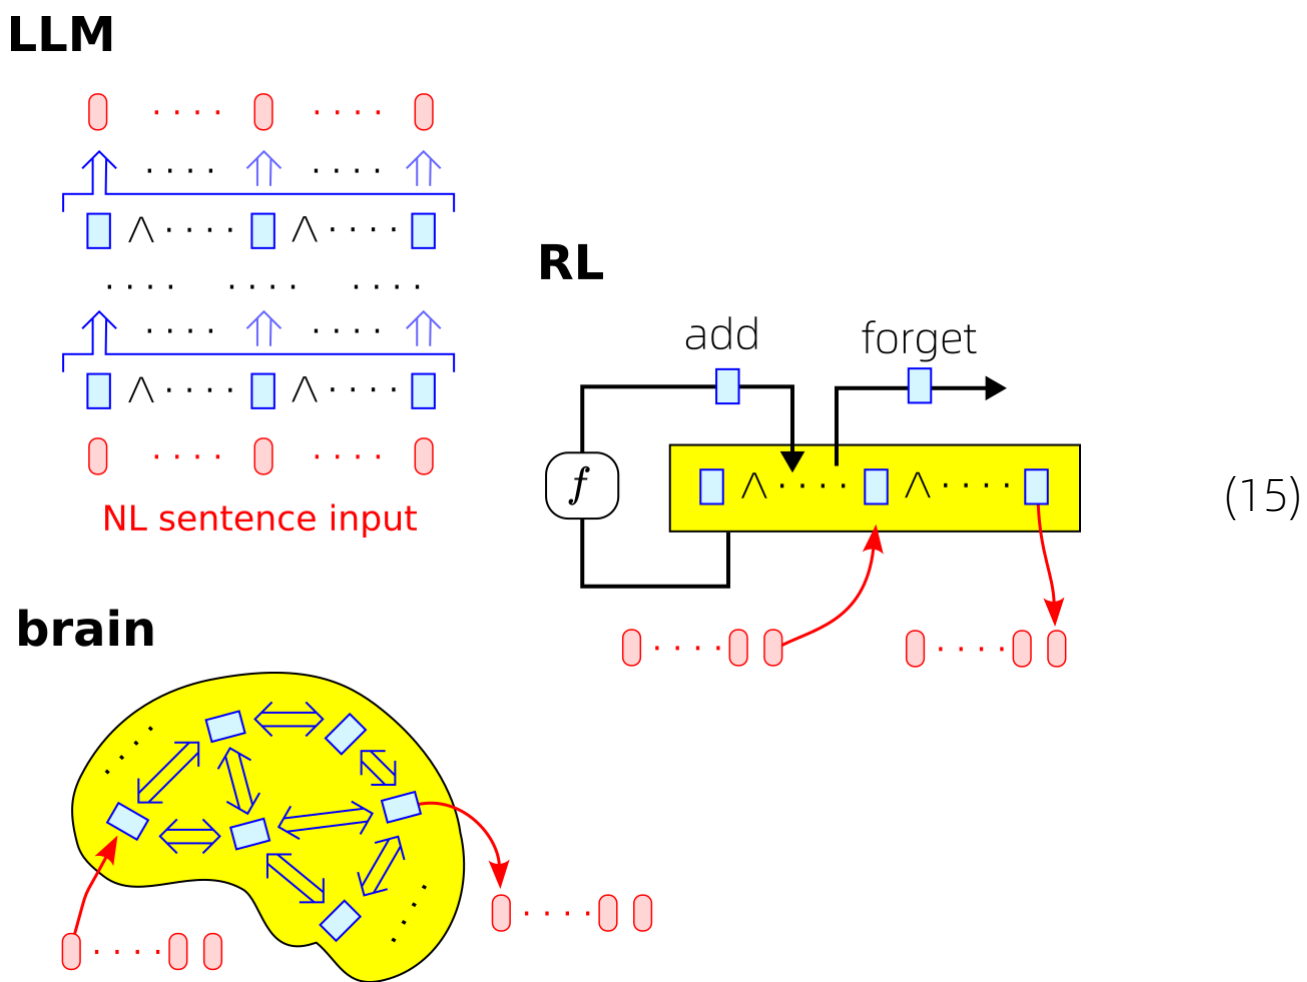 LLM
∧ ∧
∧ ∧
NL sentence input
RL
add forget
f
∧ ∧
(15)
brain